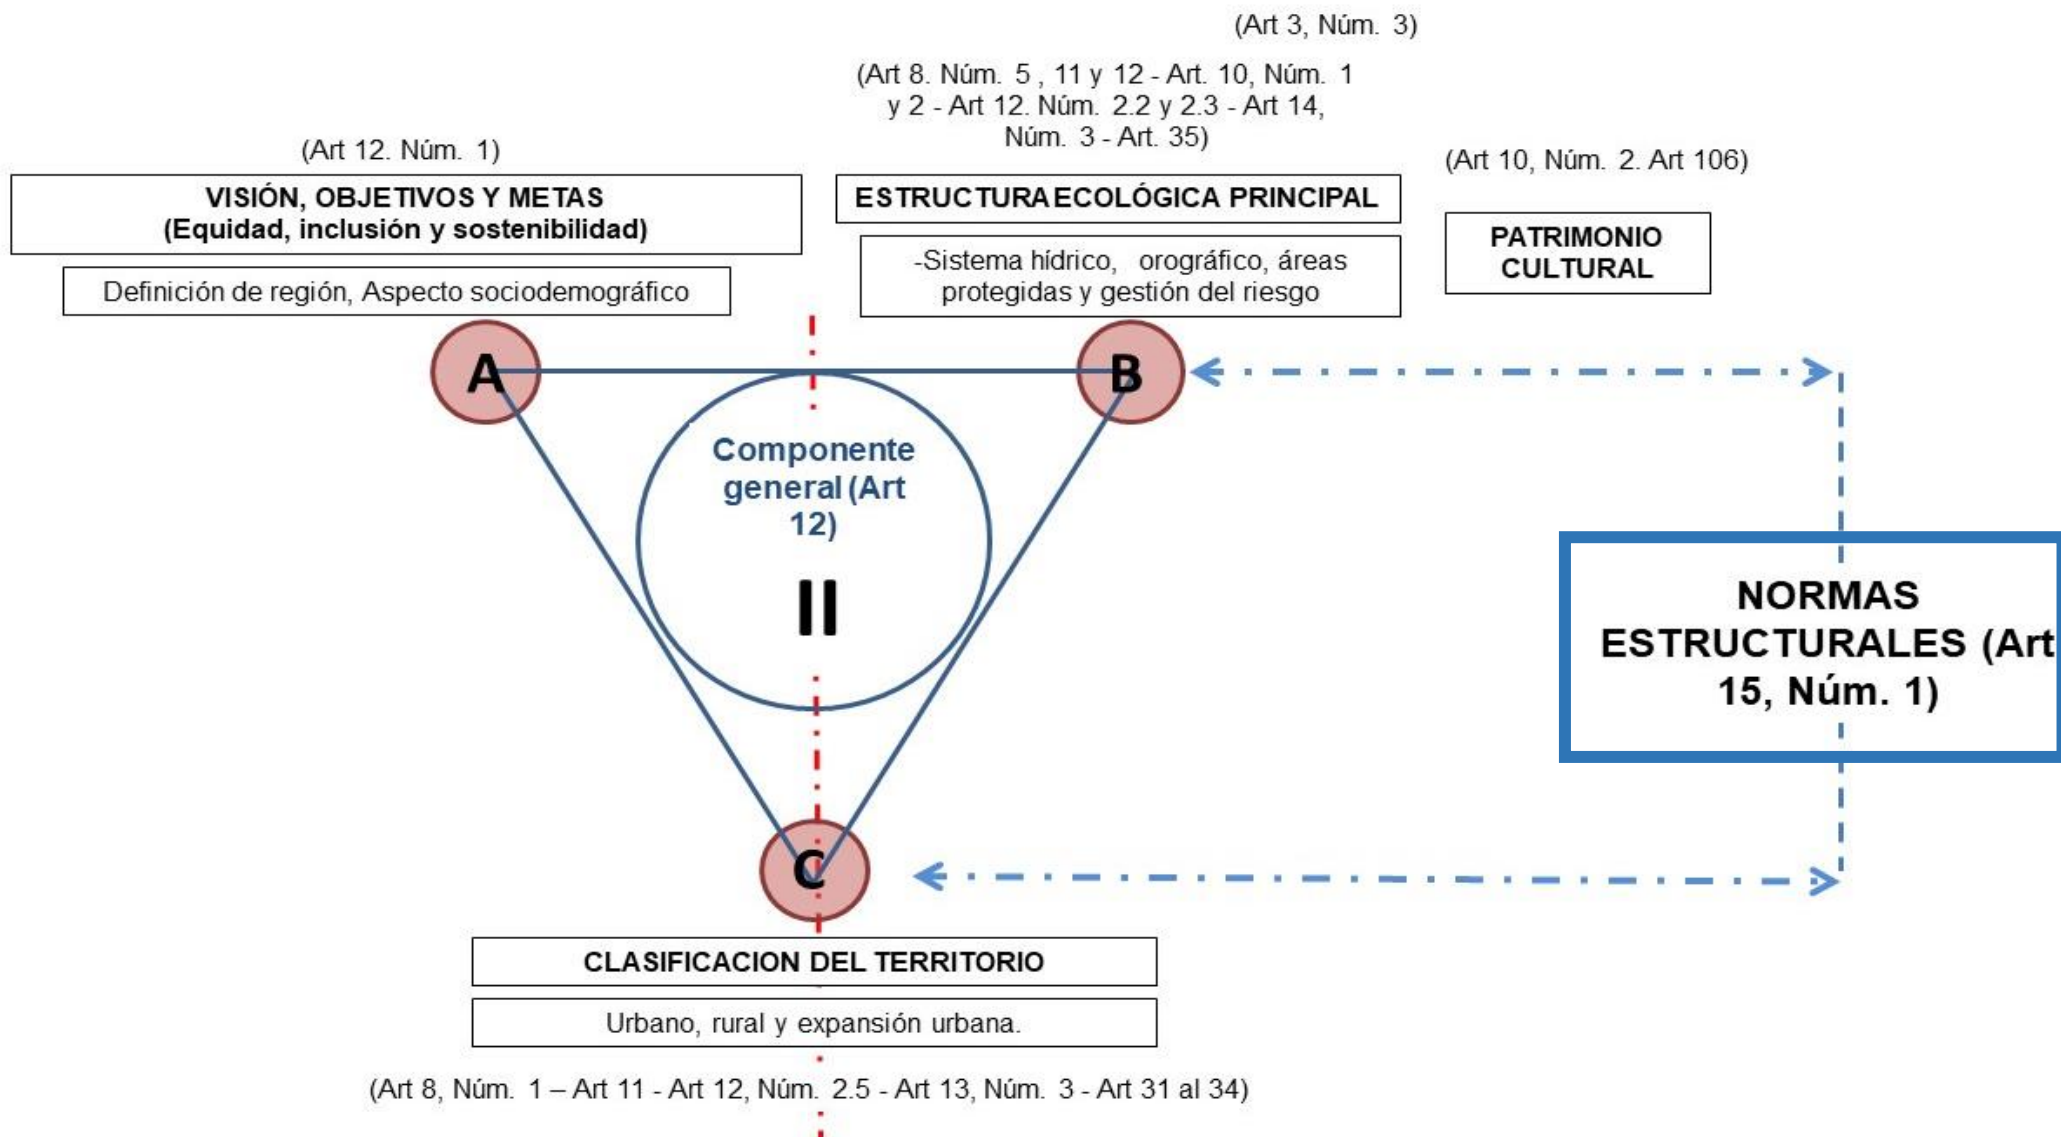 (Art 3, Núm. 3)
(Art 8. Núm. 5 , 11 y 12 - Art. 10, Núm. 1
y 2 - Art 12. Núm. 2.2 y 2.3 - Art 14,
Núm. 3 - Art. 35)
(Art 12. Núm. 1)
(Art 10, Núm. 2. Art 106)
VISIÓN, OBJETIVOS Y METAS
(Equidad, inclusión y sostenibilidad)
Definición de región, Aspecto sociodemográfico
ESTRUCTURA ECOLÓGICA PRINCIPAL
-Sistema hídrico, orográfico, áreas
protegidas y gestión del riesgo
PATRIMONIO
CULTURAL
A
B
Componente
general (Art
12)
II
NORMAS
ESTRUCTURALES (Art
15, Núm. 1)
C
CLASIFICACION DEL TERRITORIO
Urbano, rural y expansión urbana.
(Art 8, Núm. 1 – Art 11 - Art 12, Núm. 2.5 - Art 13, Núm. 3 - Art 31 al 34)